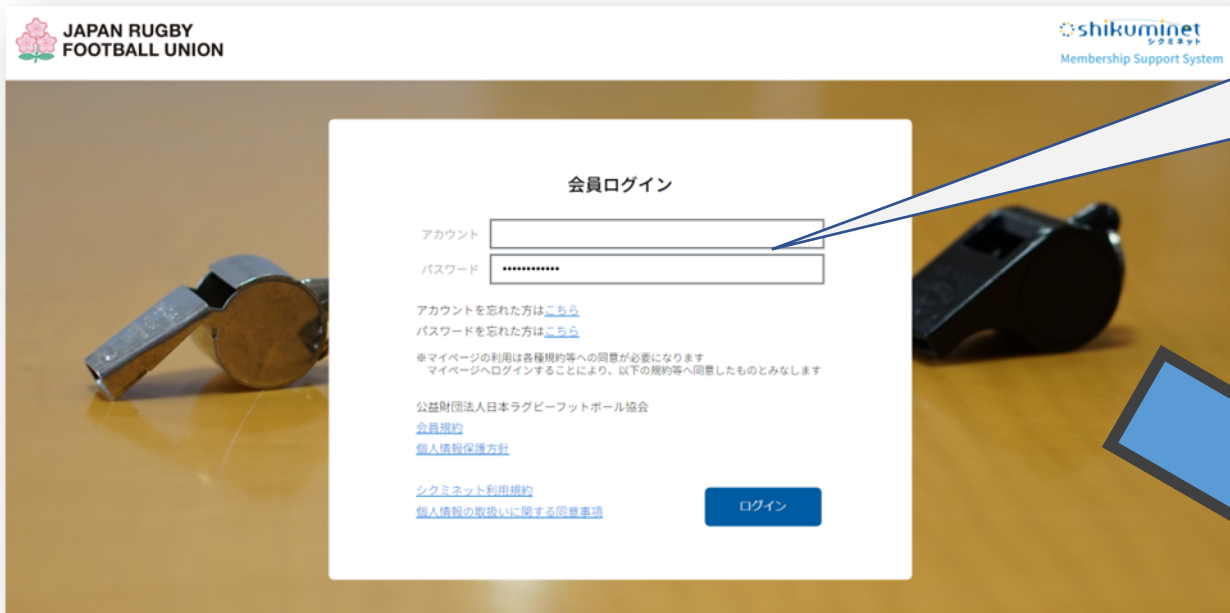 JAPAN RUGBY
FOOTBALL UNION
shikuminet
シクミネット
Membership Support System
会員ログイン
アカウント
パスワード ••••••••••••
アカウントを忘れた方はこちら
パスワードを忘れた方はこちら
※マイページの利用は各種規約等への同意が必要になります
マイページへログインすることにより、以下の規約等へ同意したものとみなします
公益財団法人日本ラグビーフットボール協会
会員規約
個人情報保護方針
シクミネット利用規約
個人情報の取扱いに関する同意事項
ログイン